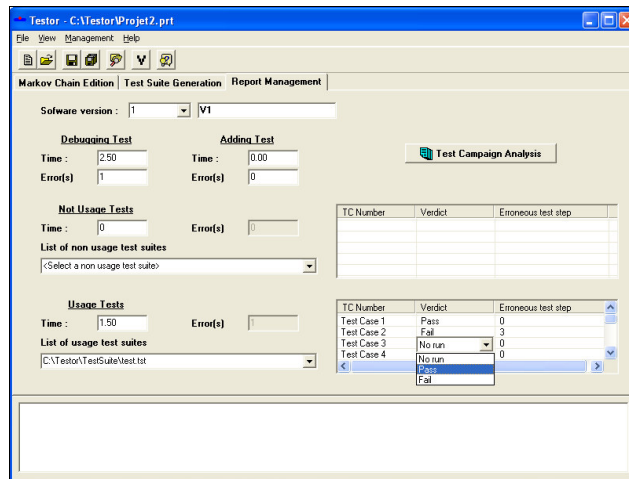 Testor - C:\Testor\Projet2.prt
File View Management Help
Markov Chain Edition Test Suite Generation Report Management
Sofware version : 1 V1
Debugging Test Adding Test
Time : 2.50 Time : 0.00
Test Campaign Analysis
Error(s) 1 Error(s) 0
Not Usage Tests
TC Number Verdict Erroneous test step
Time : 0 Error(s) 0
List of non usage test suites
<Select a non usage test suite>
Usage Tests
TC Number Verdict Erroneous test step
Time : 1.50 Error(s) 1
Test Case 1 Pass 0
Test Case 2 Fail 3
List of usage test suites
Test Case 3 No run 0
Test Case 4 0
No run
C:\Testor\TestSuite\test.tst
Pass
Fail